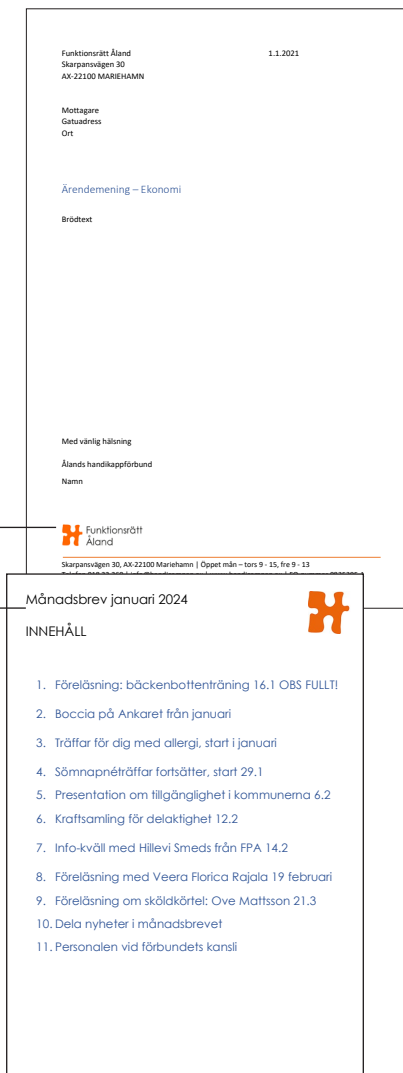 Funktionsrätt Åland 1.1.2021
Skarpansvägen 30
AX-22100 MARIEHAMN
Mottagare
Gatuadress
Ort
Ärendemening – Ekonomi
Brödtext
Med vänlig hälsning
Ålands handikappförbund
Namn
Funktionsrätt
Åland
Skarpansvägen 30, AX-22100 Mariehamn | Öppet mån – tors 9 - 15, fre 9 - 13
Månadsbrev januari 2024
INNEHÅLL
1. Föreläsning: bäckenbottenträning 16.1 OBS FULLT!
2. Boccia på Ankaret från januari
3. Träffar för dig med allergi, start i januari
4. Sömnapnéträffar fortsätter, start 29.1
5. Presentation om tillgänglighet i kommunerna 6.2
6. Kraftsamling för delaktighet 12.2
7. Info-kväll med Hillevi Smeds från FPA 14.2
8. Föreläsning med Veera Florica Rajala 19 februari
9. Föreläsning om sköldkörtel: Ove Mattsson 21.3
10. Dela nyheter i månadsbrevet
11. Personalen vid förbundets kansli